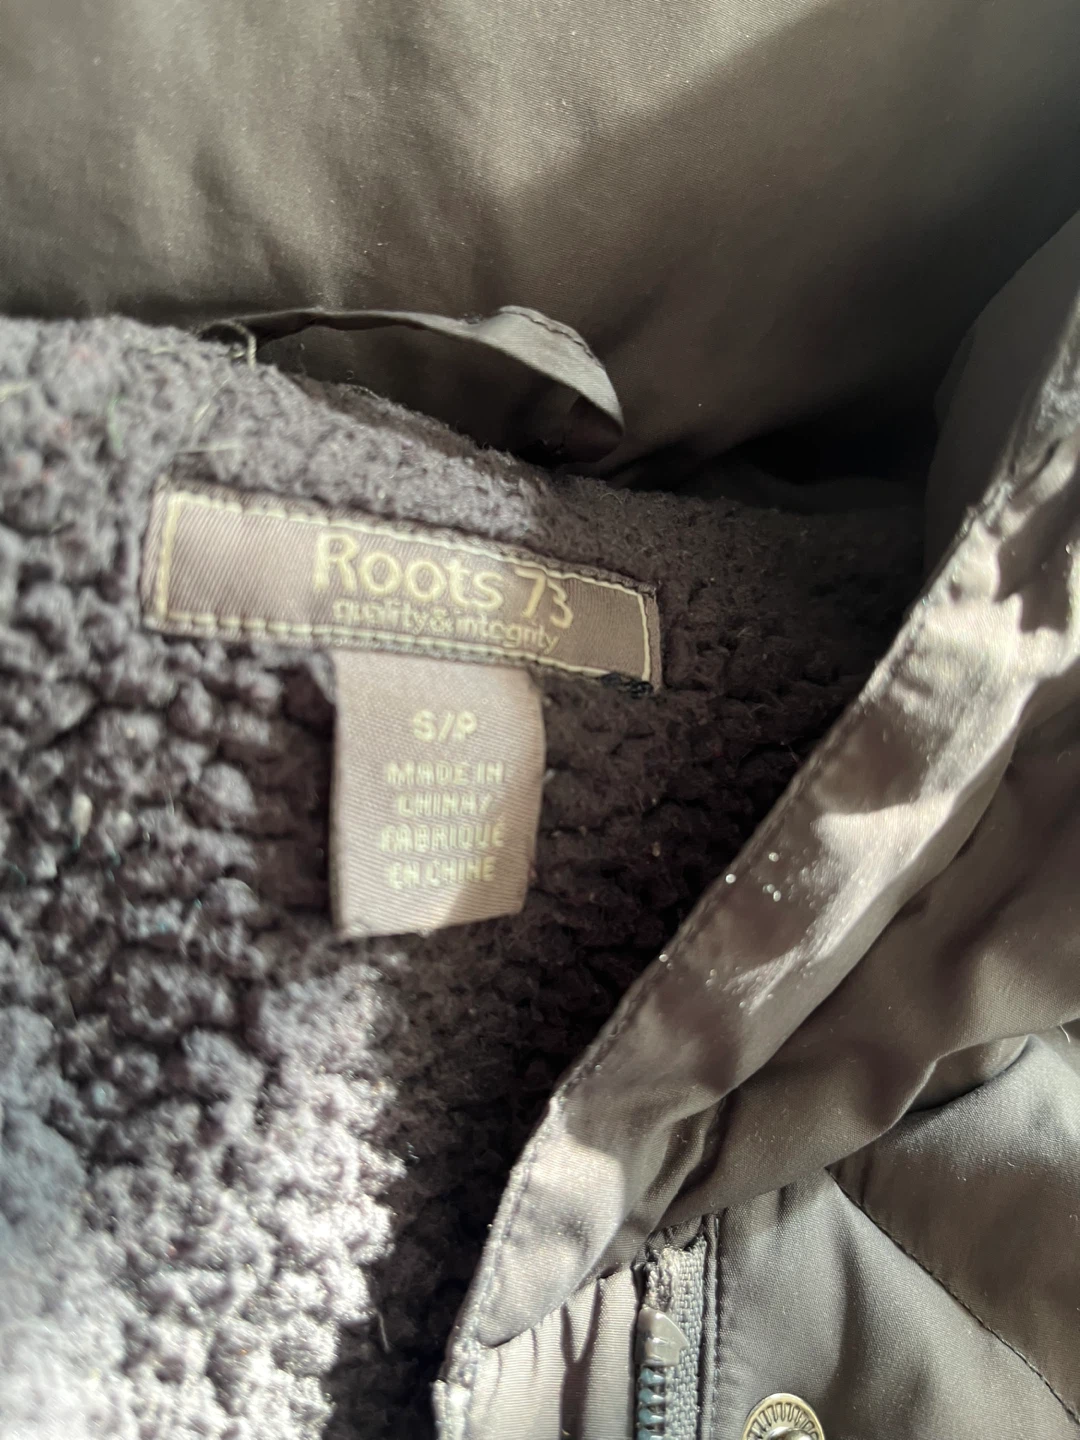 Roots 73
quality & integrity
S/P
MADE IN
CHINA/
FABRIQUÉ
EN CHINE